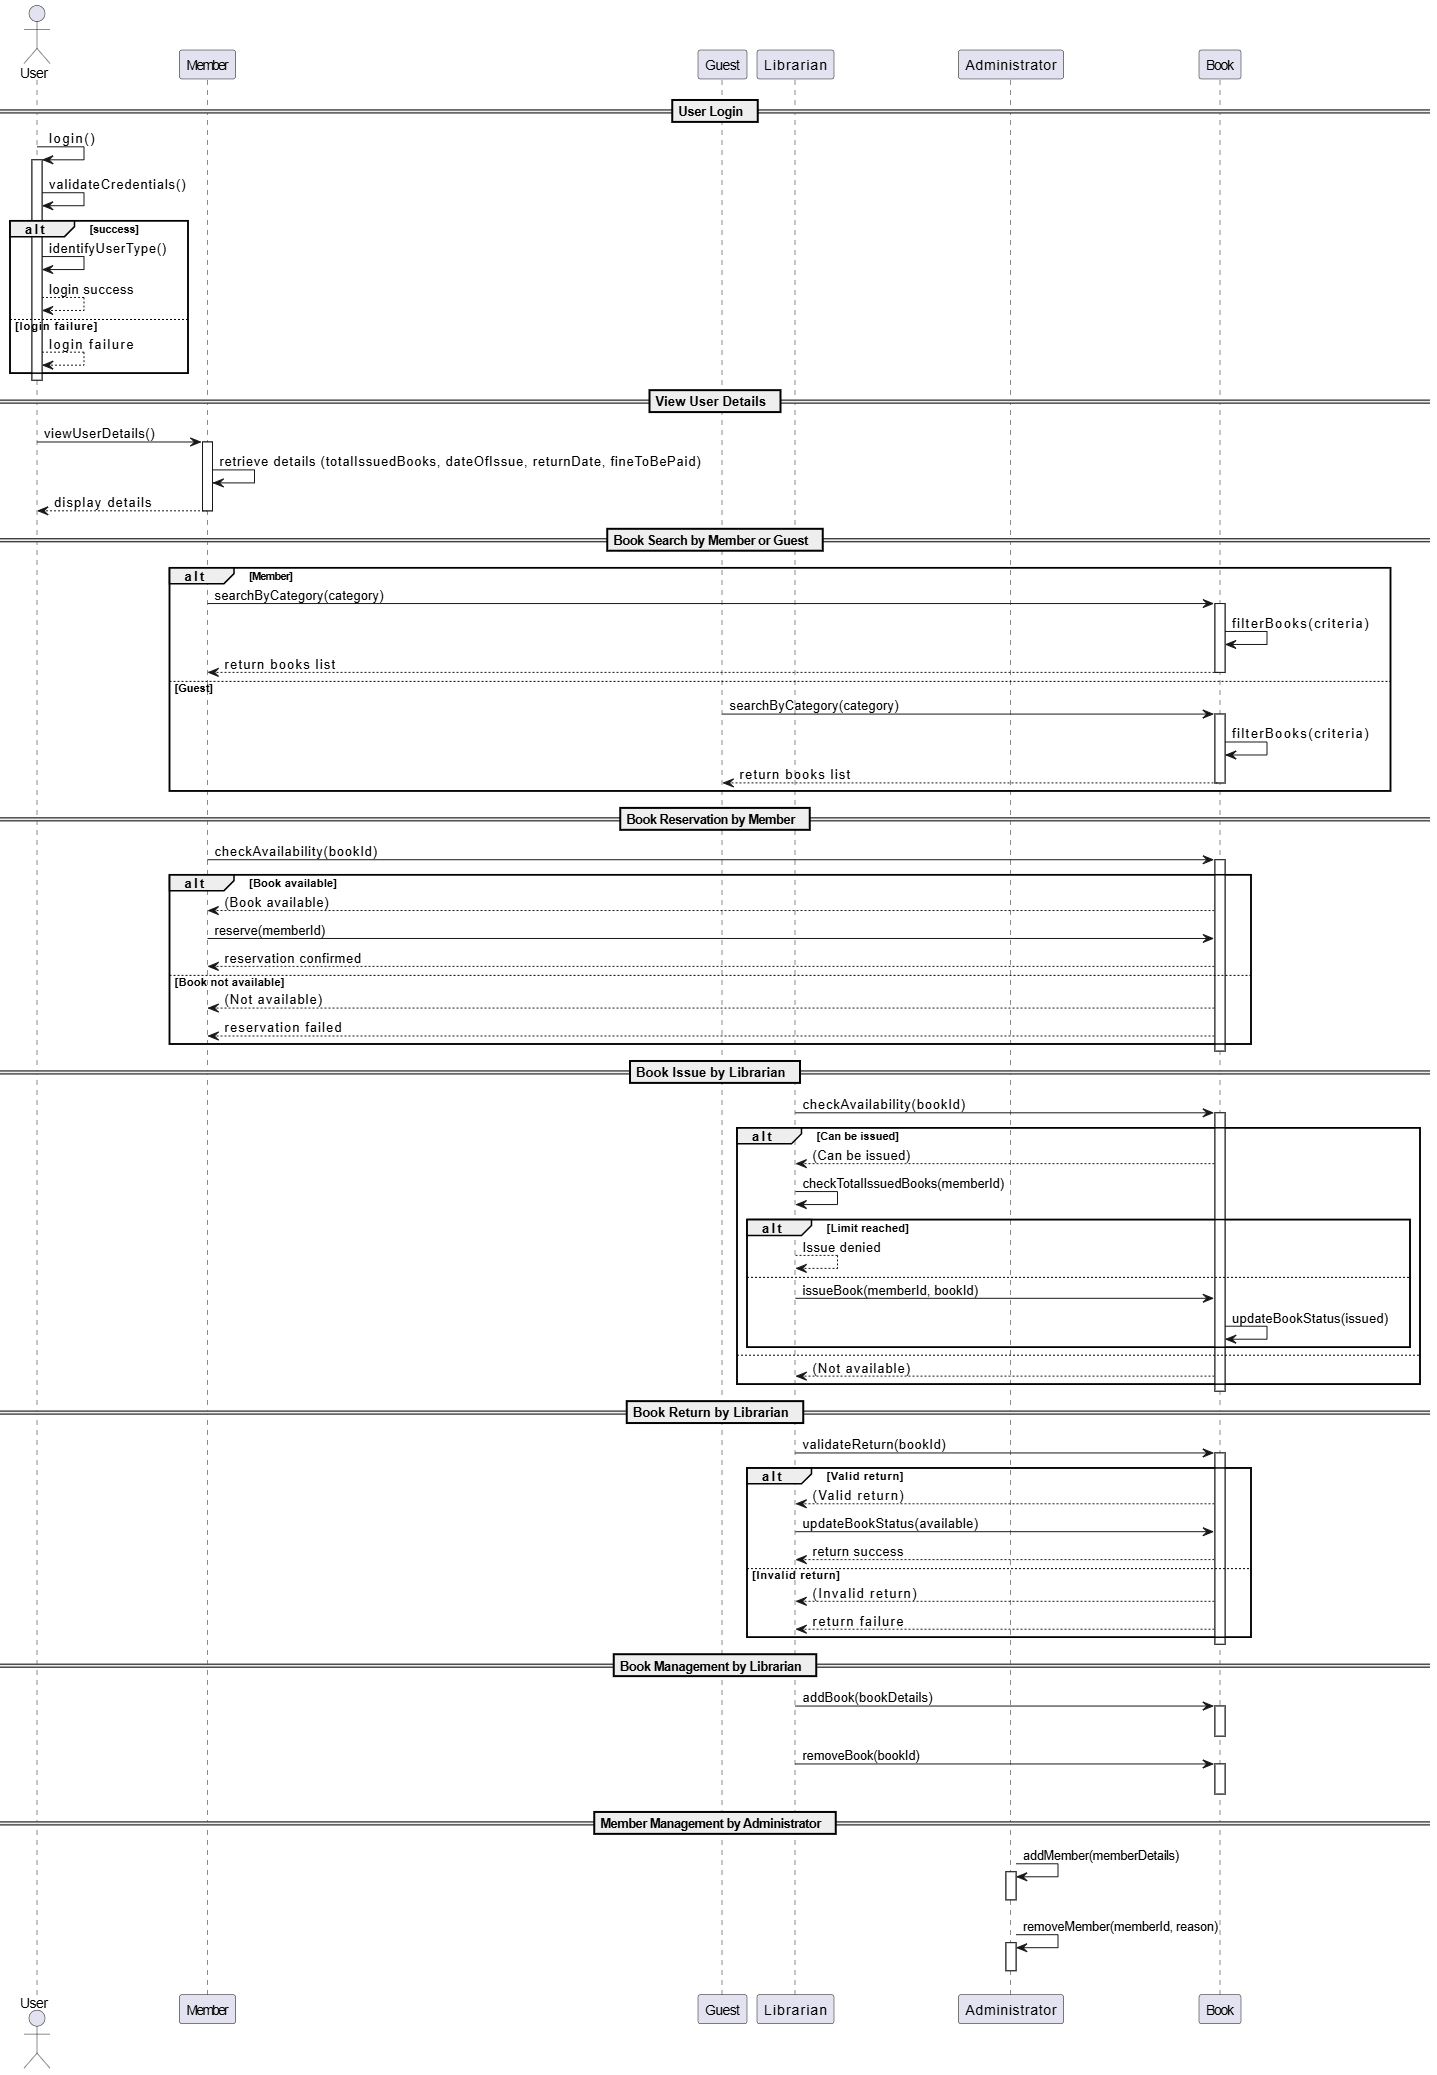 User
Member
Guest
Librarian
Administrator
Book
User Login
login()
validateCredentials()
alt
[success]
identifyUserType()
login success
[login failure]
login failure
View User Details
viewUserDetails()
retrieve details (totalIssuedBooks, dateOfIssue, returnDate, fineToBePaid)
display details
Book Search by Member or Guest
alt
[Member]
searchByCategory(category)
filterBooks(criteria)
return books list
[Guest]
searchByCategory(category)
filterBooks(criteria)
return books list
Book Reservation by Member
checkAvailability(bookId)
alt
[Book available]
(Book available)
reserve(memberId)
reservation confirmed
[Book not available]
(Not available)
reservation failed
Book Issue by Librarian
checkAvailability(bookId)
alt
[Can be issued]
(Can be issued)
checkTotalIssuedBooks(memberId)
alt
[Limit reached]
Issue denied
issueBook(memberId, bookId)
updateBookStatus(issued)
(Not available)
Book Return by Librarian
validateReturn(bookId)
alt
[Valid return]
(Valid return)
updateBookStatus(available)
return success
[Invalid return]
(Invalid return)
return failure
Book Management by Librarian
addBook(bookDetails)
removeBook(bookId)
Member Management by Administrator
addMember(memberDetails)
removeMember(memberId, reason)
User
Member
Guest
Librarian
Administrator
Book